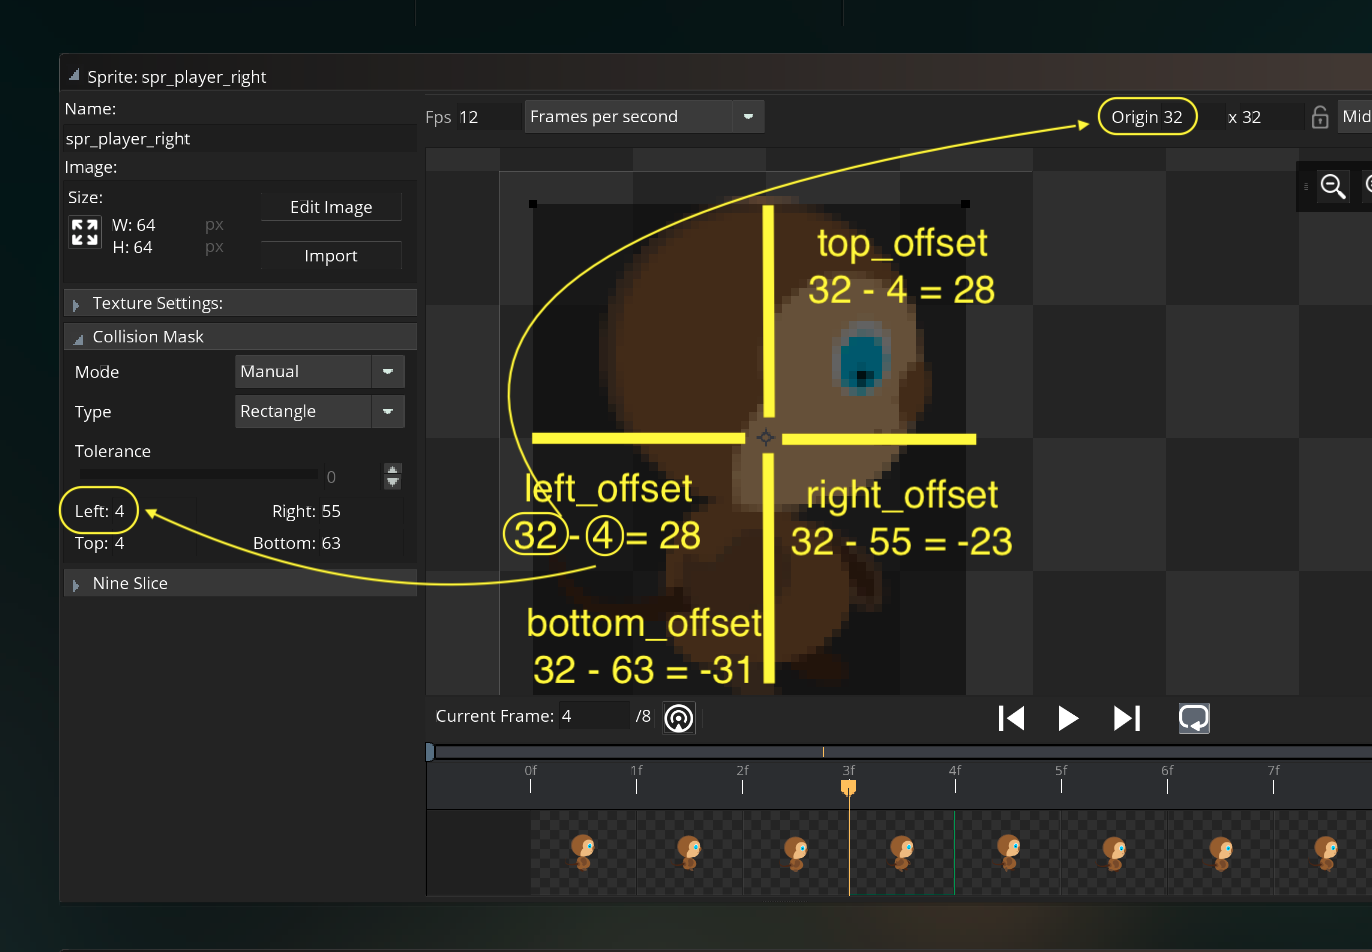 Sprite: spr_player_right
Name:
spr_player_right
Image:
Size:
W: 64 px
H: 64 px
Edit Image
Import
Texture Settings:
Collision Mask
Mode Manual
Type Rectangle
Tolerance
0
Left: 4 Right: 55
Top: 4 Bottom: 63
Nine Slice
Fps 12 Frames per second Origin 32 x 32 Mid
top_offset
32 - 4 = 28
left_offset
32 - 4 = 28
right_offset
32 - 55 = -23
bottom_offset
32 - 63 = -31
Current Frame: 4 /8
0f 1f 2f 3f 4f 5f 6f 7f